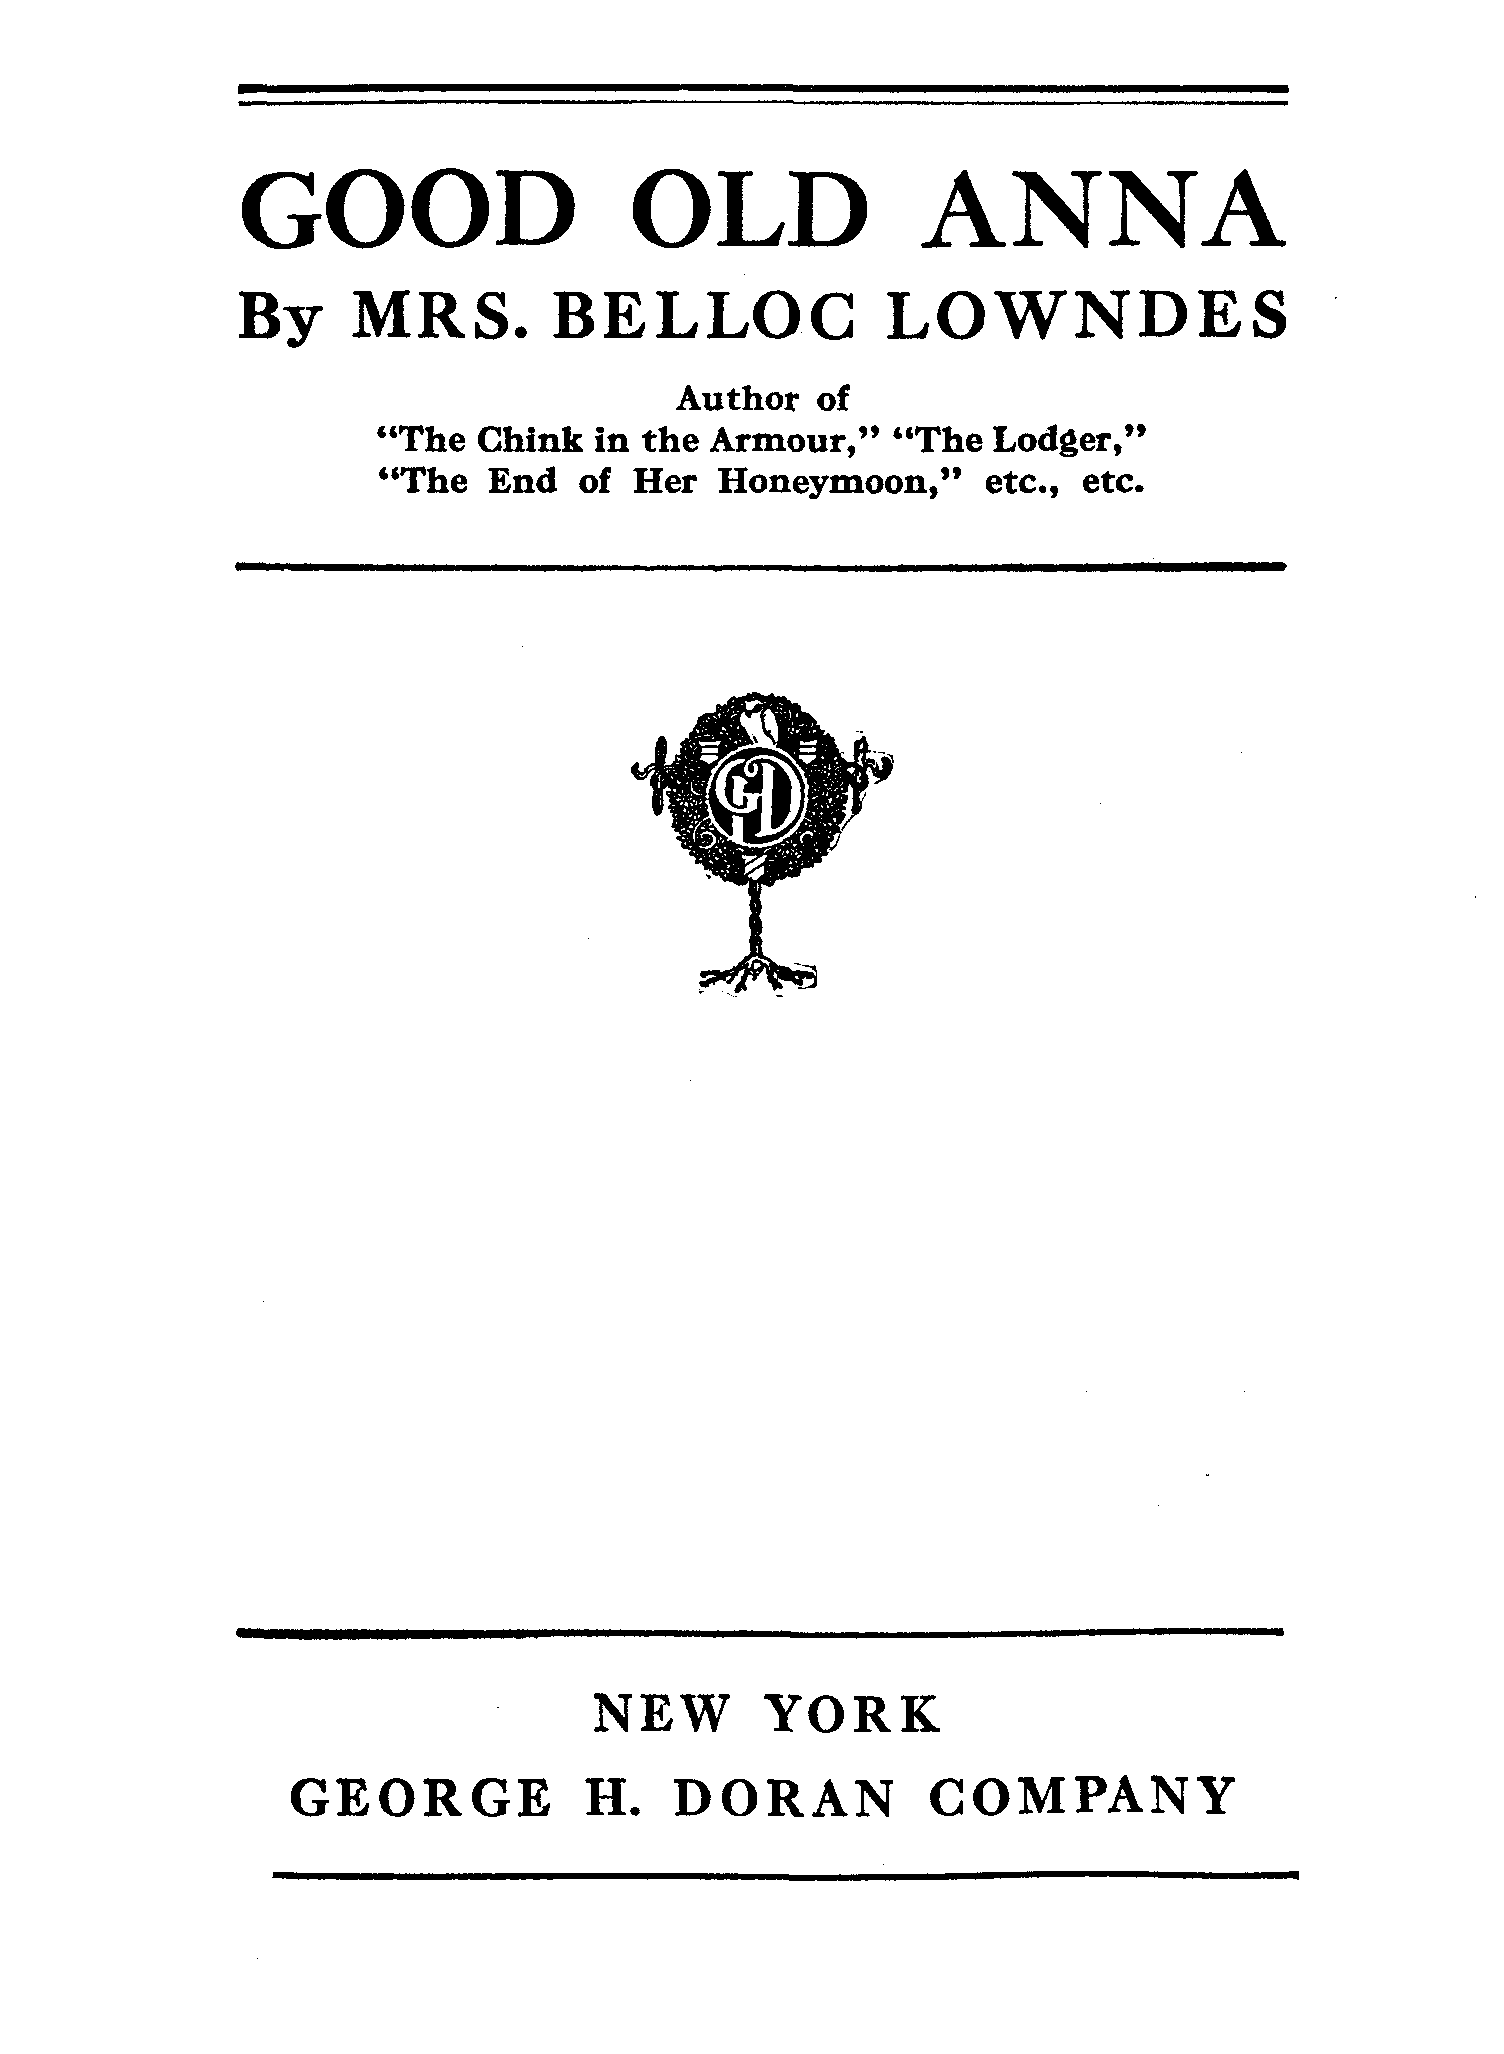 GOOD OLD ANNA
By MRS. BELLOC LOWNDES
Author of
“The Chink in the Armour,” “The Lodger,”
“The End of Her Honeymoon,” etc., etc.
GHD
NEW YORK
GEORGE H. DORAN COMPANY